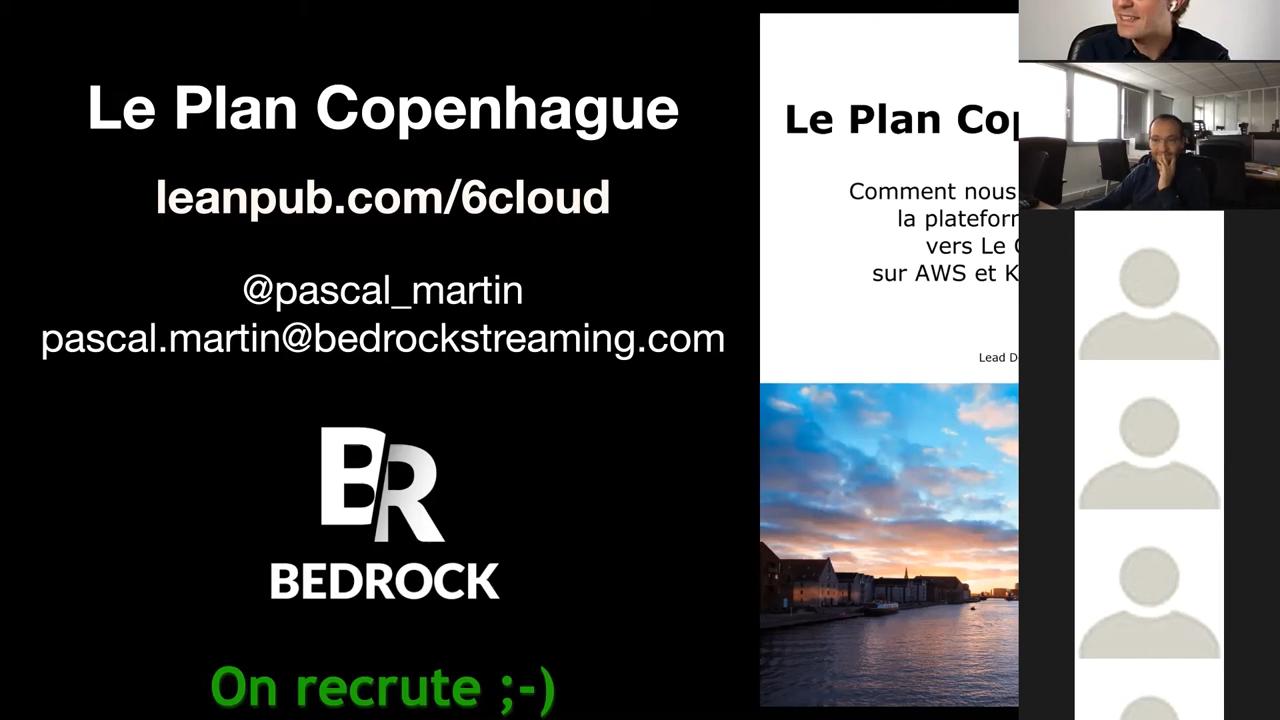 Le Plan Copenhague
leanpub.com/6cloud
@pascal_martin
pascal.martin@bedrockstreaming.com
BR
BEDROCK
On recrute ;-)
Le Plan Cop
Comment nous
la plateform
vers Le
sur AWS et K
Lead D